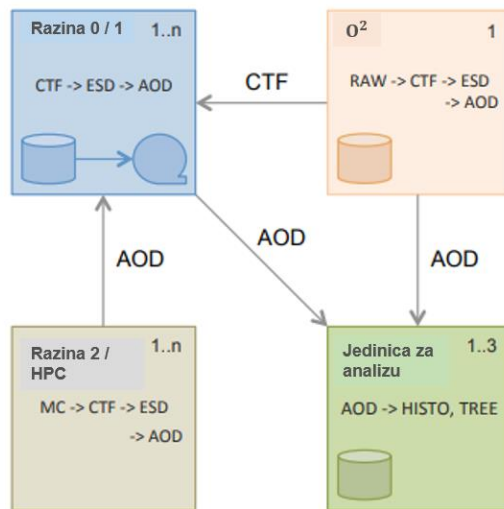 Razina 0 / 1
1..n
CTF -> ESD -> AOD
O²
1
RAW -> CTF -> ESD
-> AOD
CTF
AOD
AOD
AOD
Razina 2 /
HPC
1..n
MC -> CTF -> ESD
-> AOD
Jedinica za
analizu
1..3
AOD -> HISTO, TREE